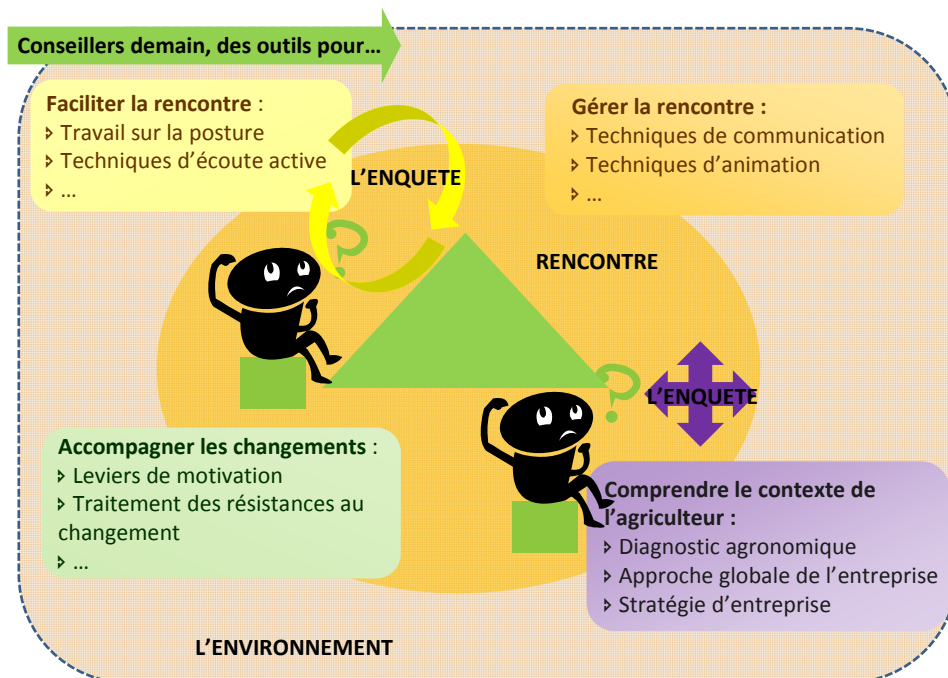 Conseillers demain, des outils pour…
Faciliter la rencontre :
▹ Travail sur la posture
▹ Techniques d'écoute active
▹ …
Gérer la rencontre :
▹ Techniques de communication
▹ Techniques d'animation
▹ …
L'ENQUETE
?
RENCONTRE
?
L'ENQUETE
Accompagner les changements :
▹ Leviers de motivation
▹ Traitement des résistances au
changement
▹ …
Comprendre le contexte de
l'agriculteur :
▹ Diagnostic agronomique
▹ Approche globale de l'entreprise
▹ Stratégie d'entreprise
L'ENVIRONNEMENT